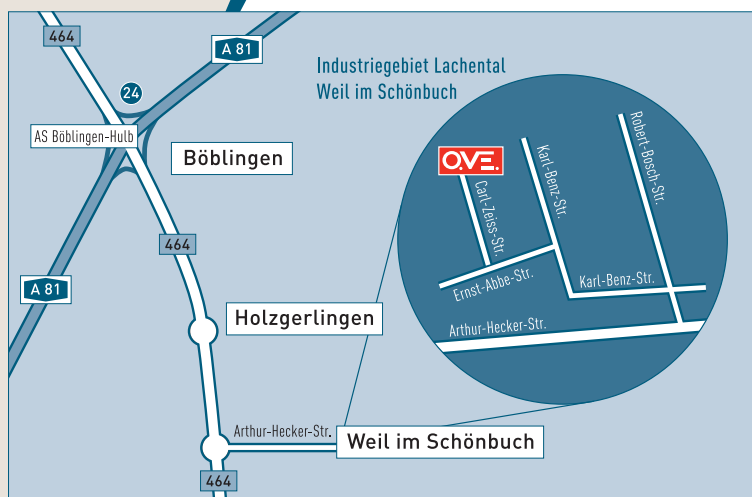 464
A 81
Industriegebiet Lachental
Weil im Schönbuch
24
AS Böblingen-Hulb
Böblingen
O.VE.
Karl-Benz-Str.
Robert-Bosch-Str.
Carl-Zeiss-Str.
464
A 81
Ernst-Abbe-Str.
Karl-Benz-Str.
Holzgerlingen
Arthur-Hecker-Str.
Arthur-Hecker-Str.
Weil im Schönbuch
464